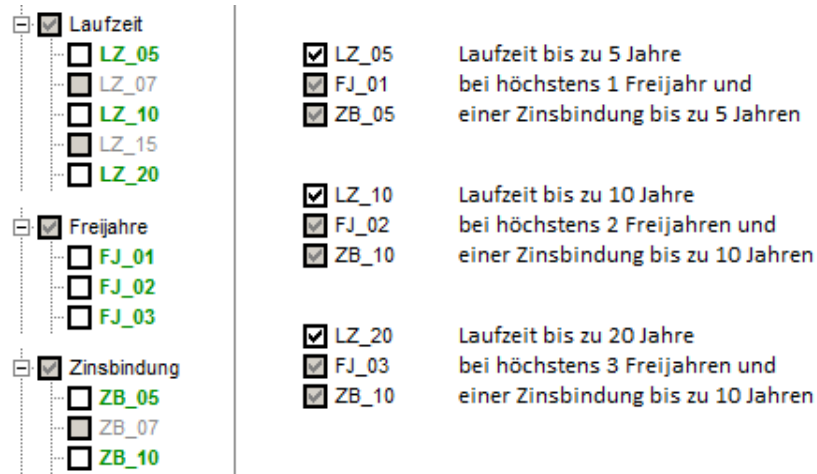 Laufzeit
LZ_05
LZ_07
LZ_10
LZ_15
LZ_20
Freijahre
FJ_01
FJ_02
FJ_03
Zinsbindung
ZB_05
ZB_07
ZB_10
LZ_05 Laufzeit bis zu 5 Jahre
FJ_01 bei höchstens 1 Freijahr und
ZB_05 einer Zinsbindung bis zu 5 Jahren
LZ_10 Laufzeit bis zu 10 Jahre
FJ_02 bei höchstens 2 Freijahren und
ZB_10 einer Zinsbindung bis zu 10 Jahren
LZ_20 Laufzeit bis zu 20 Jahre
FJ_03 bei höchstens 3 Freijahren und
ZB_10 einer Zinsbindung bis zu 10 Jahren